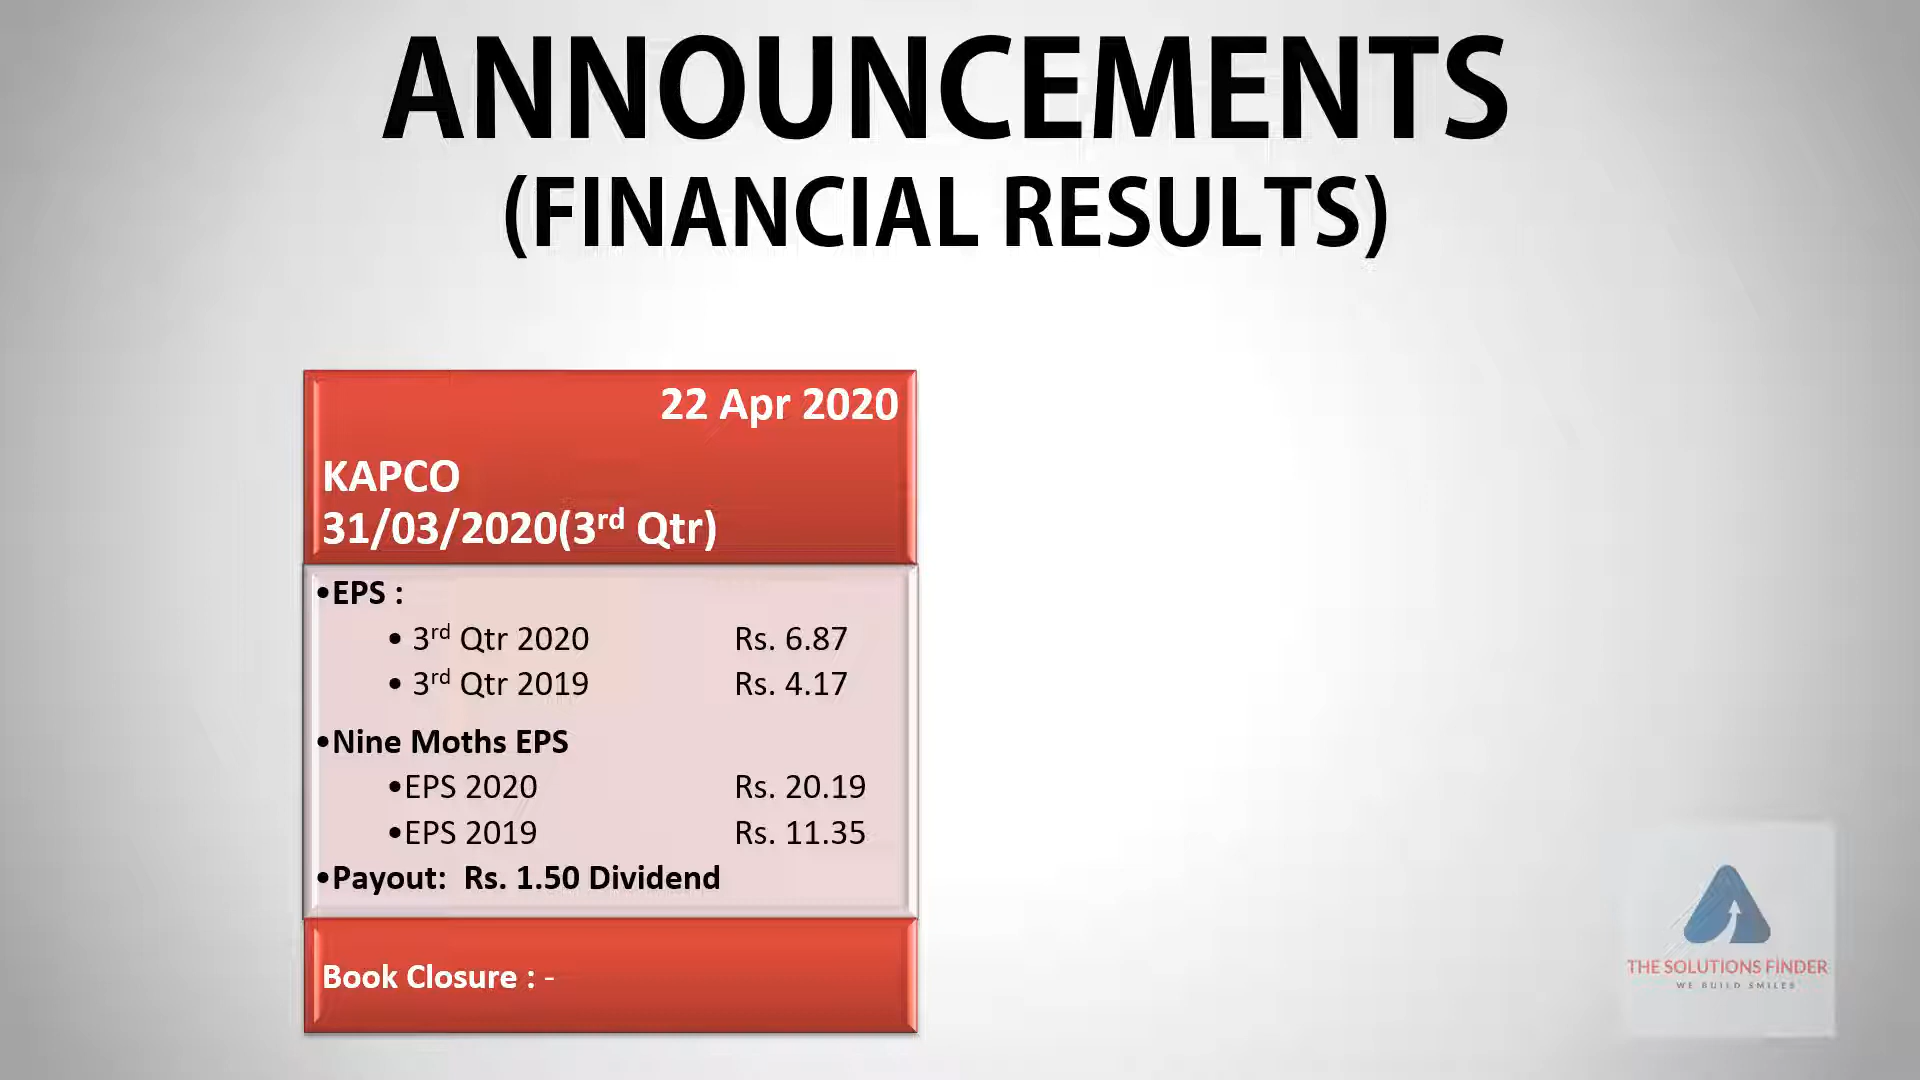 ANNOUNCEMENTS
(FINANCIAL RESULTS)
22 Apr 2020
KAPCO
31/03/2020(3rd Qtr)
•EPS :
• 3rd Qtr 2020 Rs. 6.87
• 3rd Qtr 2019 Rs. 4.17
•Nine Moths EPS
•EPS 2020 Rs. 20.19
•EPS 2019 Rs. 11.35
•Payout: Rs. 1.50 Dividend
Book Closure : -
THE SOLUTIONS FINDER
WE BUILD SMILES